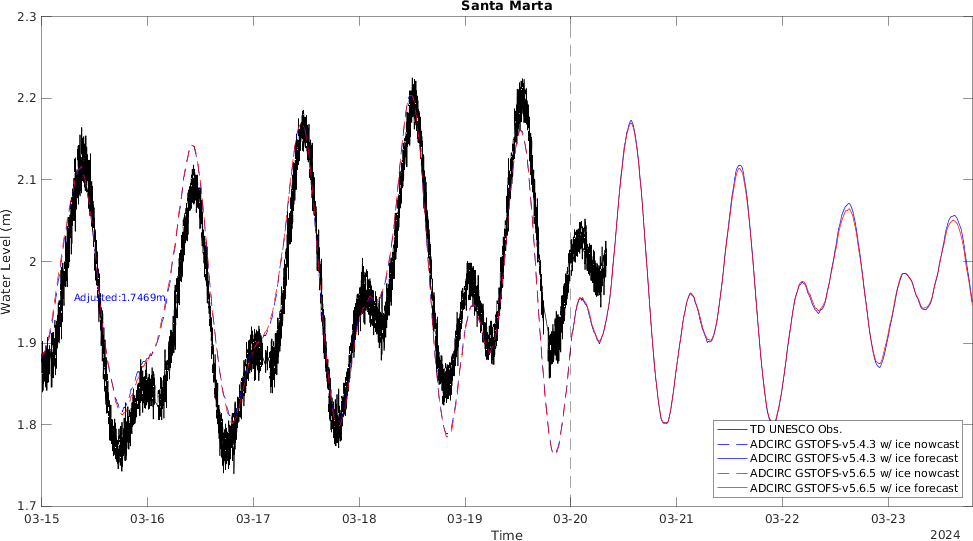 Santa Marta
2.3
2.2
2.1
2
1.9
1.8
1.7
Water Level (m)
Adjusted:1.7469m
TD UNESCO Obs.
ADCIRC GSTOFS-v5.4.3 w/ ice nowcast
ADCIRC GSTOFS-v5.4.3 w/ ice forecast
ADCIRC GSTOFS-v5.6.5 w/ ice nowcast
ADCIRC GSTOFS-v5.6.5 w/ ice forecast
03-15 03-16 03-17 03-18 03-19 03-20 03-21 03-22 03-23
Time
2024